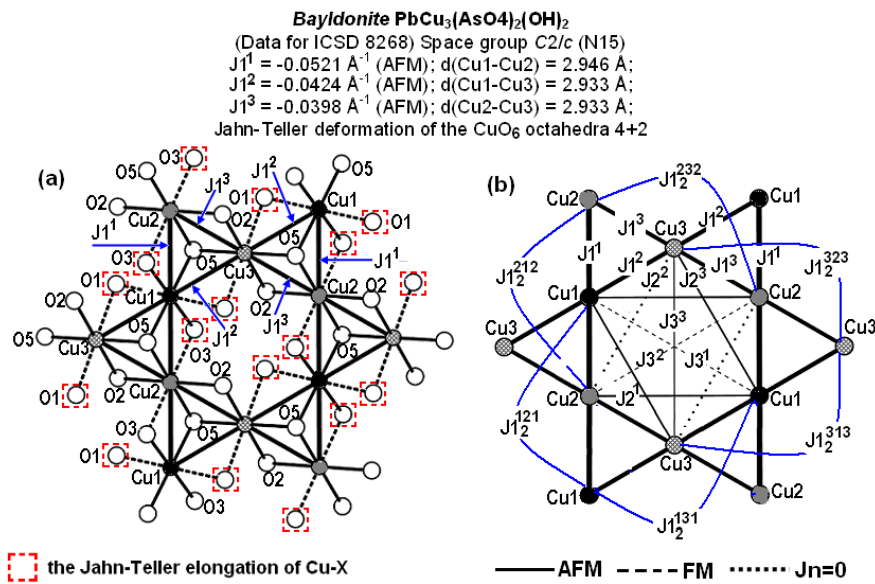 Bayldonite PbCu₃(AsO4)₂(OH)₂
(Data for ICSD 8268) Space group C2/c (N15)
J1¹ = -0.0521 Å⁻¹ (AFM); d(Cu1-Cu2) = 2.946 Å;
J1² = -0.0424 Å⁻¹ (AFM); d(Cu1-Cu3) = 2.933 Å;
J1³ = -0.0398 Å⁻¹ (AFM); d(Cu2-Cu3) = 2.933 Å;
Jahn-Teller deformation of the CuO₆ octahedra 4+2
(a)
O3
O5
J1³
J1²
O5
O2
O1
Cu1
Cu2
O2
O1
J1¹
O5
O3
O5
Cu3
J1¹
O1
Cu1
O2
Cu2
O2
J1²
J1³
O5
O5
Cu3
O3
O5
O2
Cu2
O2
O1
O3
O5
O5
O1
O2
Cu1
O3
(b)
J1₂²³²
Cu2
Cu1
Cu3
J1³
J1²
J1¹
J1²
J1³
J1¹
J1₂³²³
J1₂²¹²
J2²
J2³
Cu1
Cu2
J3³
Cu3
Cu3
J3²
J3¹
Cu2
J2¹
Cu1
J1₂¹²¹
J1₂³¹³
Cu3
Cu1
Cu2
J1₂¹³¹
the Jahn-Teller elongation of Cu-X
AFM
FM
Jn=0